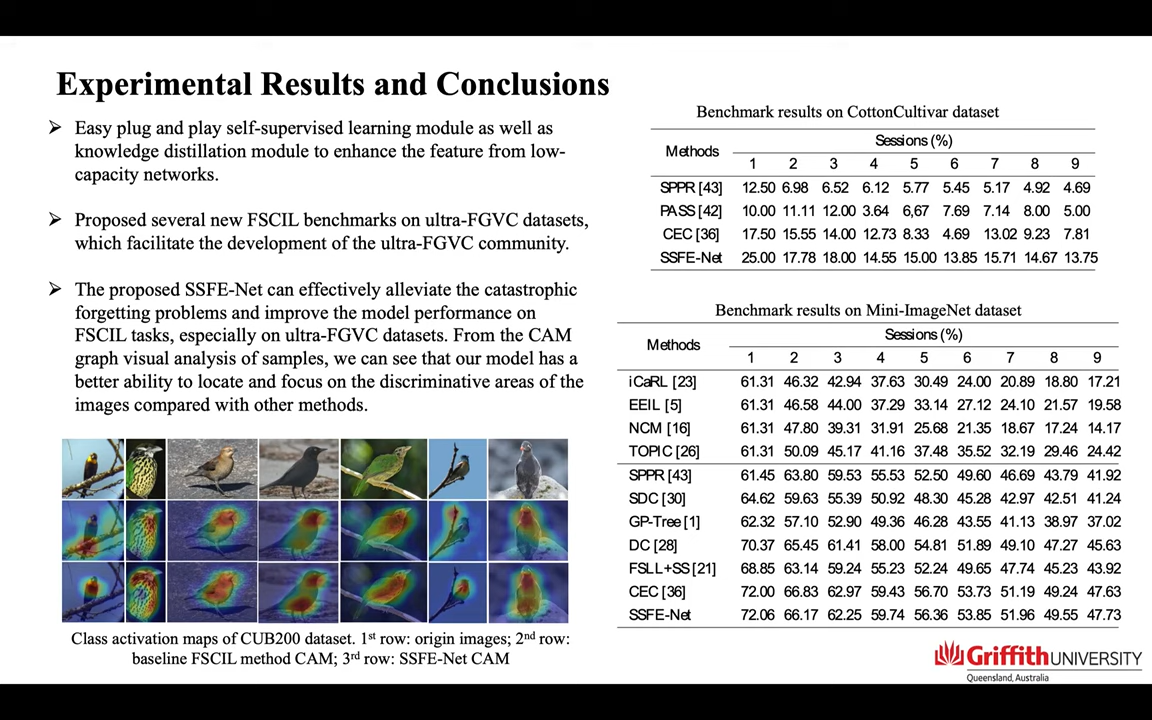 Experimental Results and Conclusions
➢ Easy plug and play self-supervised learning module as well as
knowledge distillation module to enhance the feature from low-
capacity networks.
➢ Proposed several new FSCIL benchmarks on ultra-FGVC datasets,
which facilitate the development of the ultra-FGVC community.
➢ The proposed SSFE-Net can effectively alleviate the catastrophic
forgetting problems and improve the model performance on
FSCIL tasks, especially on ultra-FGVC datasets. From the CAM
graph visual analysis of samples, we can see that our model has a
better ability to locate and focus on the discriminative areas of the
images compared with other methods.
Class activation maps of CUB200 dataset. 1st row: origin images; 2nd row:
baseline FSCIL method CAM; 3rd row: SSFE-Net CAM
Benchmark results on CottonCultivar dataset
Methods Sessions (%)
1 2 3 4 5 6 7 8 9
SPPR [43] 12.50 6.98 6.52 6.12 5.77 5.45 5.17 4.92 4.69
PASS [42] 10.00 11.11 12.00 3.64 6,67 7.69 7.14 8.00 5.00
CEC [36] 17.50 15.55 14.00 12.73 8.33 4.69 13.02 9.23 7.81
SSFE-Net 25.00 17.78 18.00 14.55 15.00 13.85 15.71 14.67 13.75
Benchmark results on Mini-ImageNet dataset
Methods Sessions (%)
1 2 3 4 5 6 7 8 9
iCaRL [23] 61.31 46.32 42.94 37.63 30.49 24.00 20.89 18.80 17.21
EEIL [5] 61.31 46.58 44.00 37.29 33.14 27.12 24.10 21.57 19.58
NCM [16] 61.31 47.80 39.31 31.91 25.68 21.35 18.67 17.24 14.17
TOPIC [26] 61.31 50.09 45.17 41.16 37.48 35.52 32.19 29.46 24.42
SPPR [43] 61.45 63.80 59.53 55.53 52.50 49.60 46.69 43.79 41.92
SDC [30] 64.62 59.63 55.39 50.92 48.30 45.28 42.97 42.51 41.24
GP-Tree [1] 62.32 57.10 52.90 49.36 46.28 43.55 41.13 38.97 37.02
DC [28] 70.37 65.45 61.41 58.00 54.81 51.89 49.10 47.27 45.63
FSLL+SS [21] 68.85 63.14 59.24 55.23 52.24 49.65 47.74 45.23 43.92
CEC [36] 72.00 66.83 62.97 59.43 56.70 53.73 51.19 49.24 47.63
SSFE-Net 72.06 66.17 62.25 59.74 56.36 53.85 51.96 49.55 47.73
Griffith UNIVERSITY
Queensland, Australia